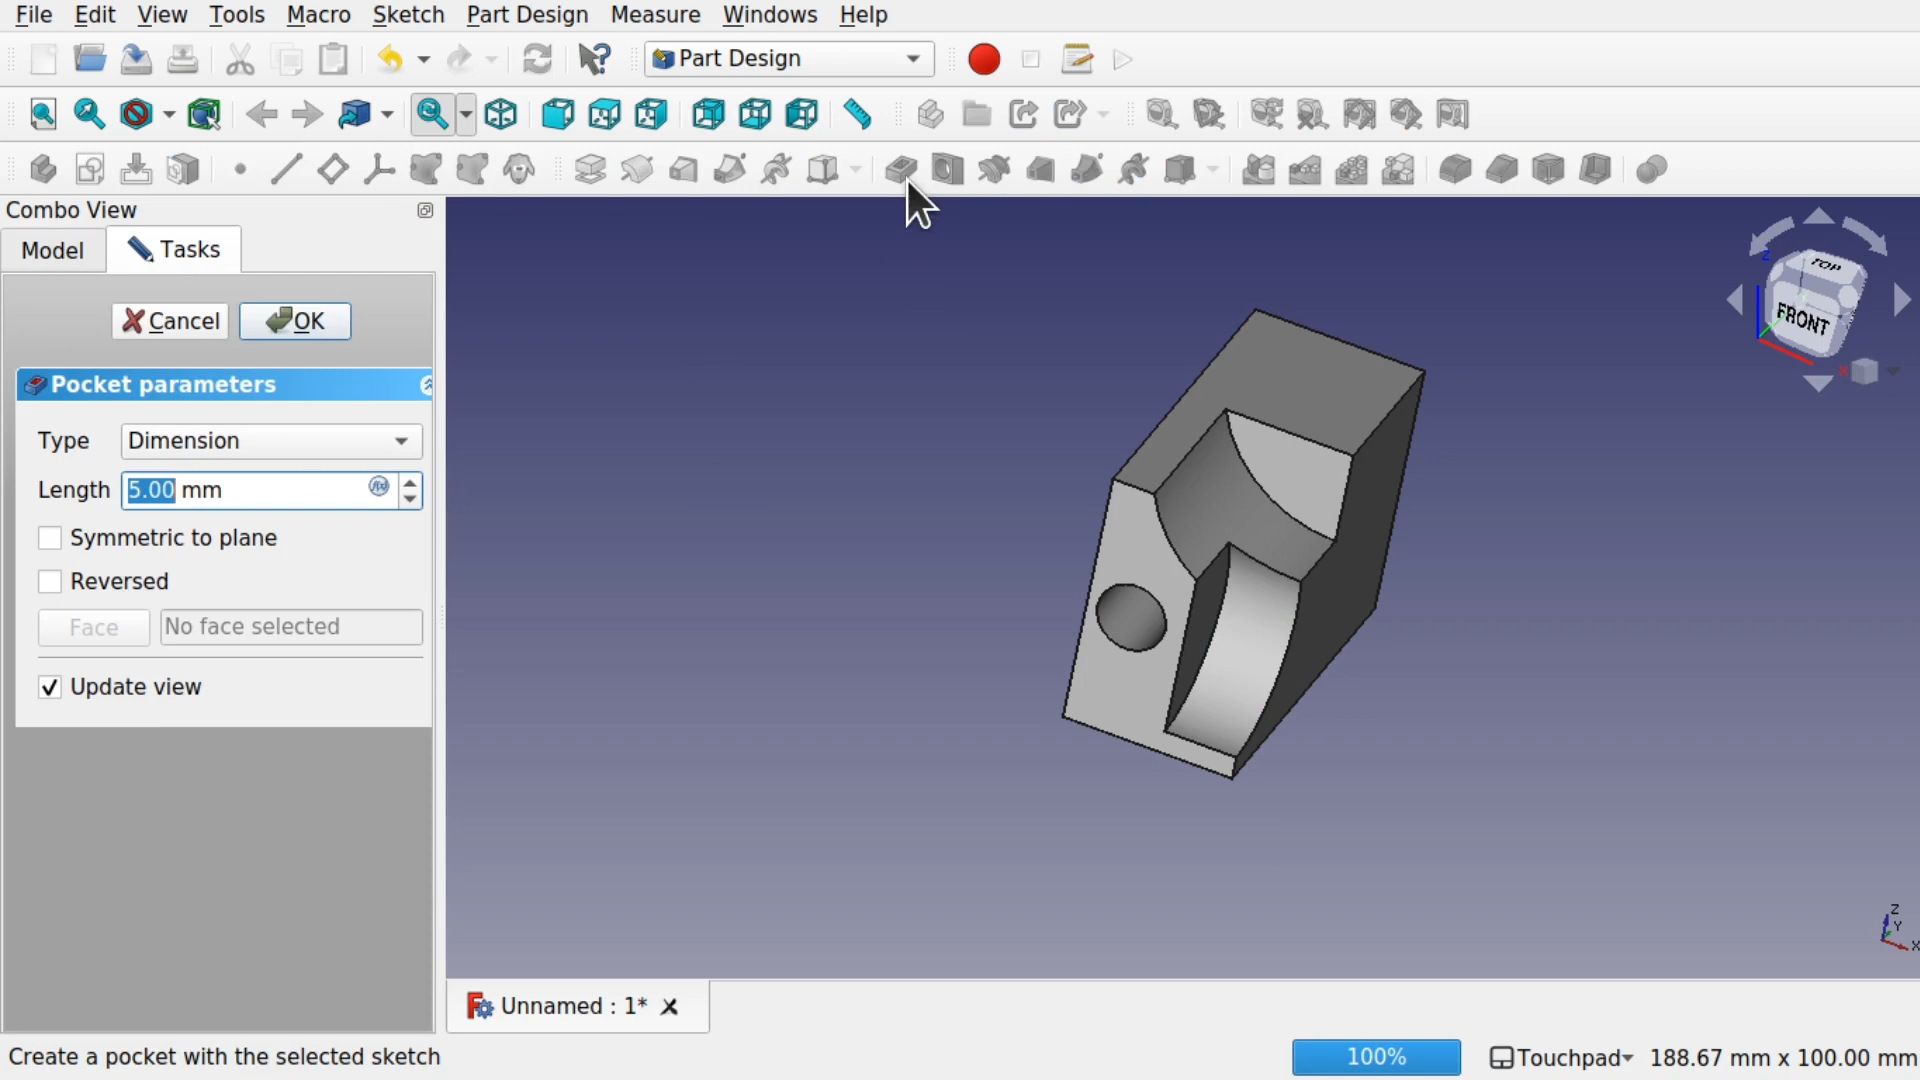 File Edit View Tools Macro Sketch Part Design Measure Windows Help
Part Design
Combo View
Model Tasks
Cancel OK
Pocket parameters
Type Dimension
Length 5.00 mm
Symmetric to plane
Reversed
Face No face selected
Update view
TOP
FRONT
Z
X
Z
Y
X
Unnamed : 1*
Create a pocket with the selected sketch 100% Touchpad 188.67 mm x 100.00 mm